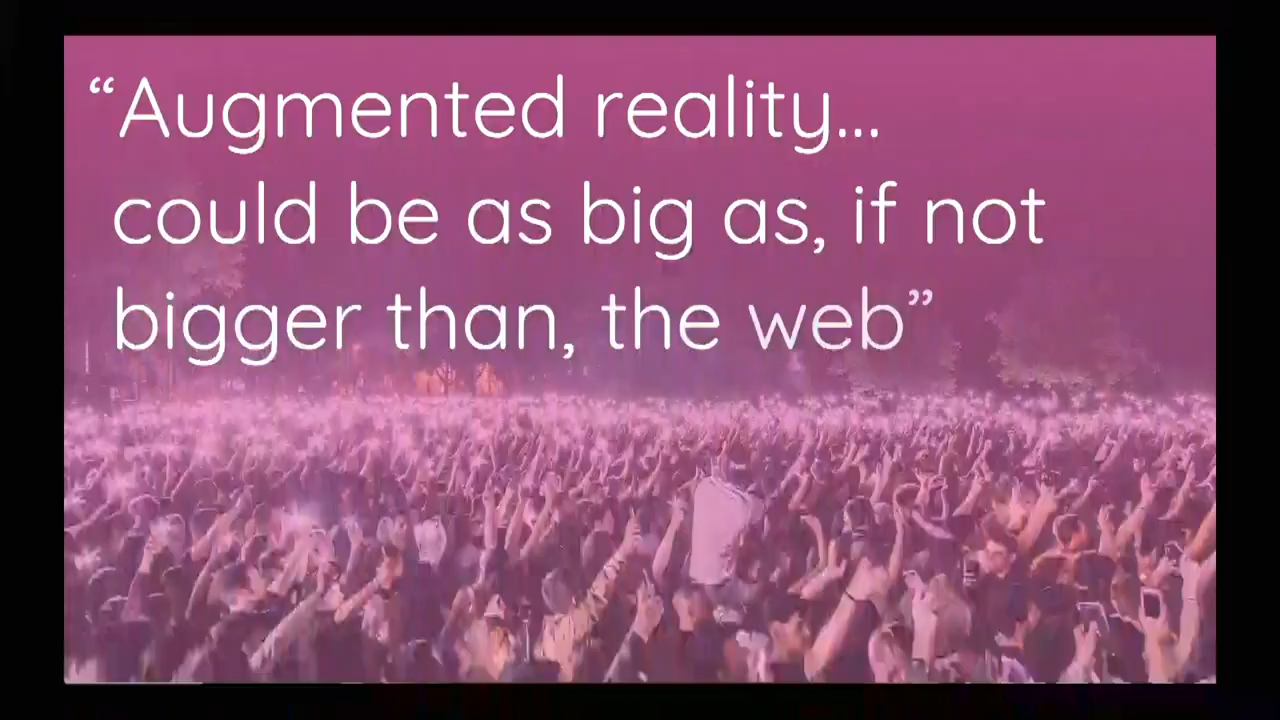 “Augmented reality...
could be as big as, if not
bigger than, the web”